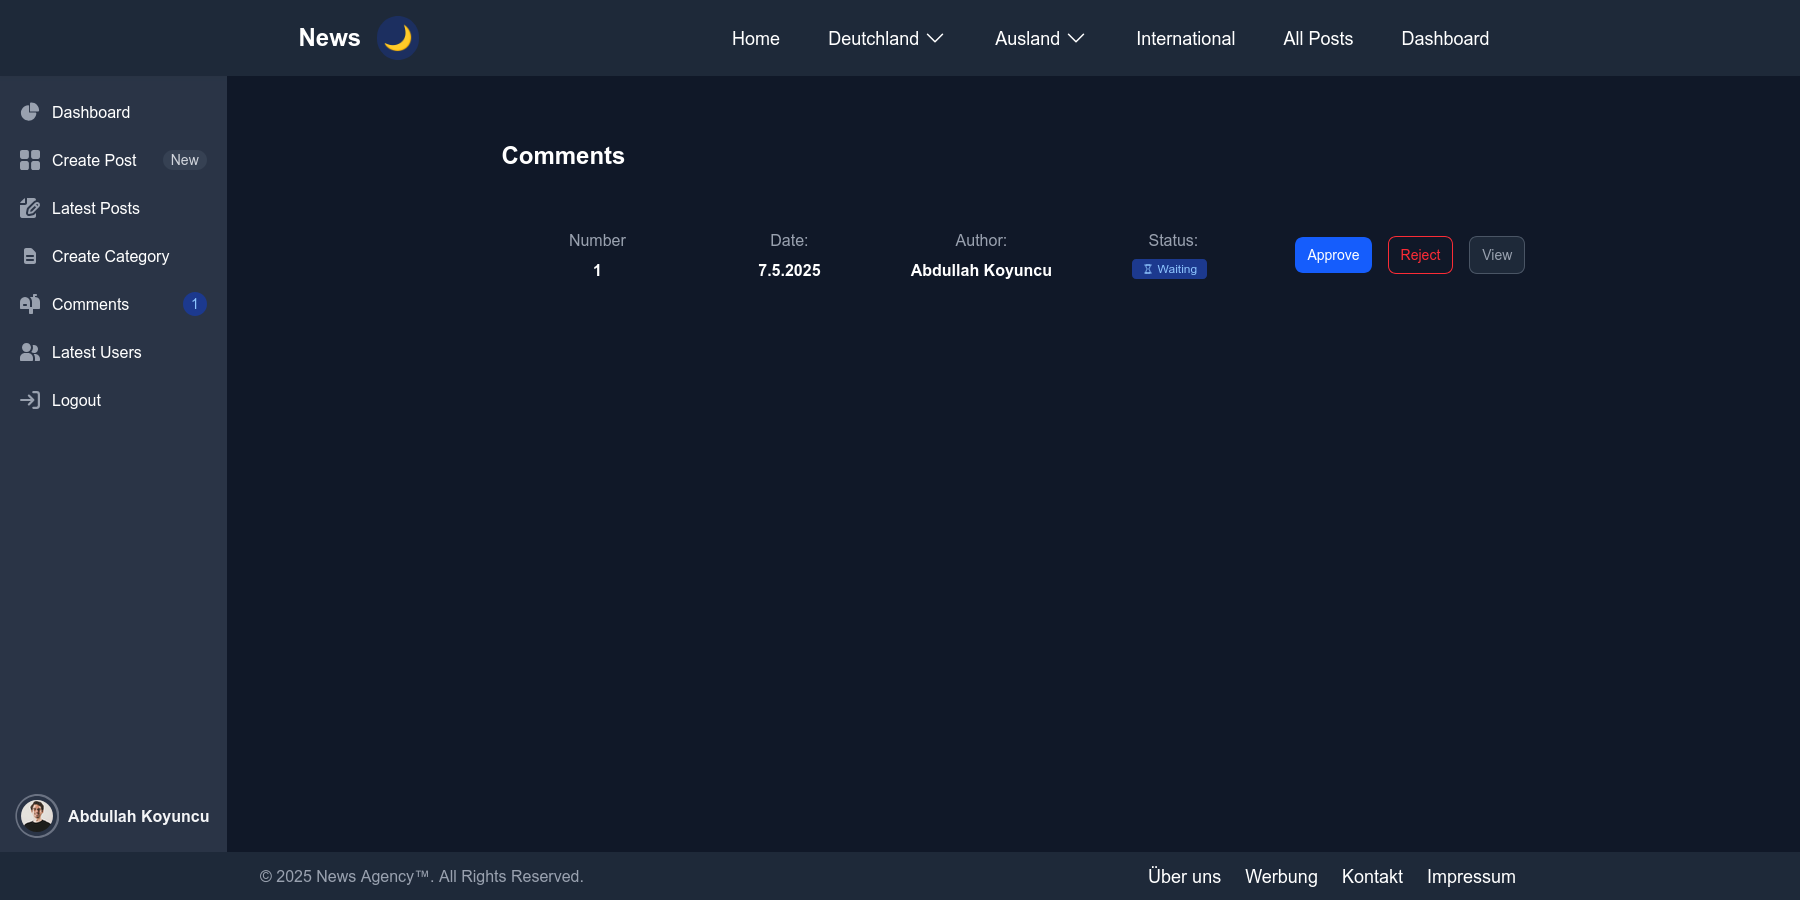 News
Home Deutchland Ausland International All Posts Dashboard
Dashboard
Create Post New
Latest Posts
Create Category
Comments 1
Latest Users
Logout
Abdullah Koyuncu
Comments
Number Date: Author: Status:
1 7.5.2025 Abdullah Koyuncu Waiting
Approve Reject View
© 2025 News Agency™. All Rights Reserved.
Über uns Werbung Kontakt Impressum